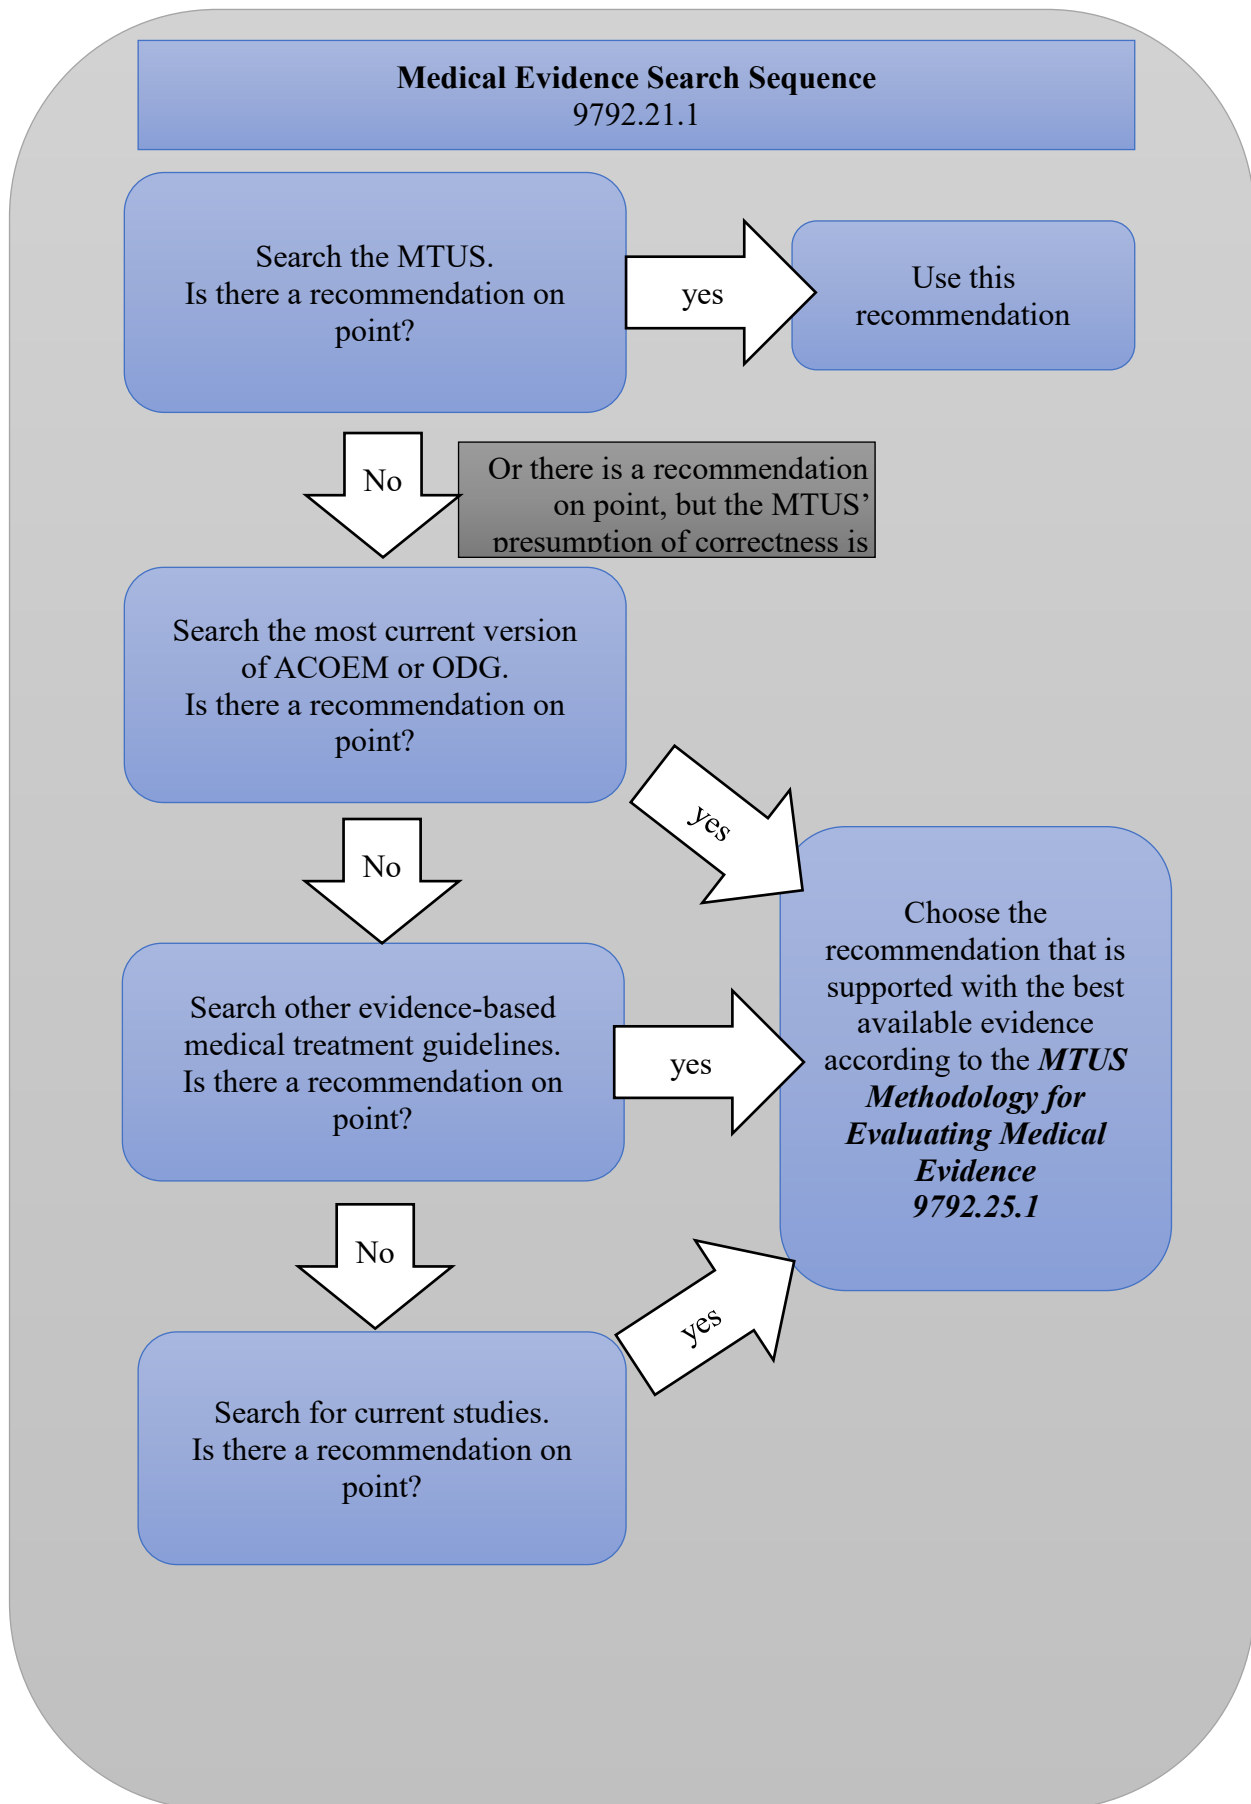 Medical Evidence Search Sequence
9792.21.1
Search the MTUS.
Is there a recommendation on
point?
yes
Use this
recommendation
No
Or there is a recommendation
on point, but the MTUS’
presumption of correctness is
Search the most current version
of ACOEM or ODG.
Is there a recommendation on
point?
yes
No
Choose the
recommendation that is
supported with the best
available evidence
according to the MTUS
Methodology for
Evaluating Medical
Evidence
9792.25.1
Search other evidence-based
medical treatment guidelines.
Is there a recommendation on
point?
yes
No
yes
Search for current studies.
Is there a recommendation on
point?